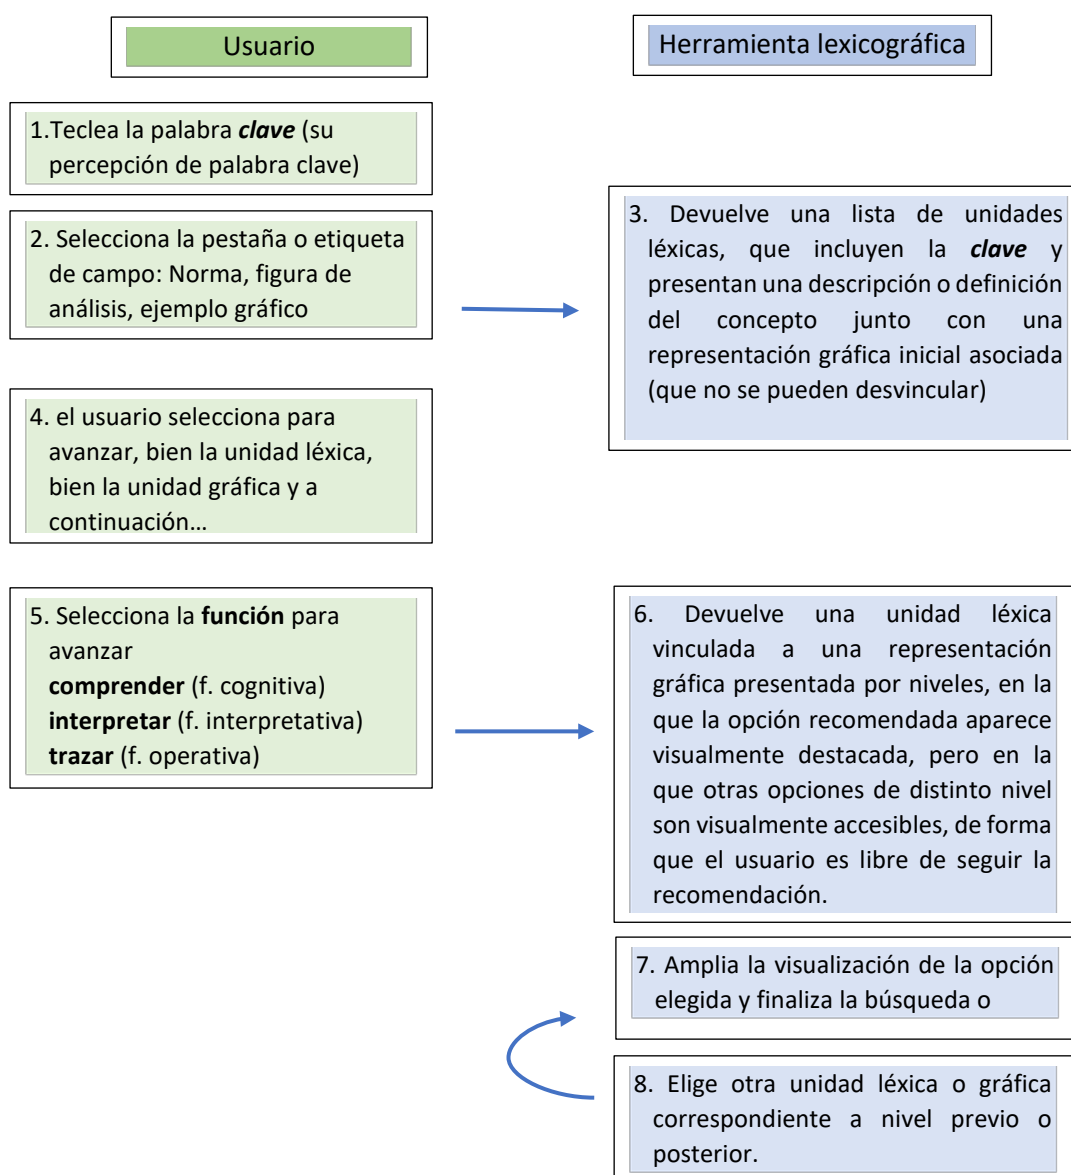 Usuario
Herramienta lexicográfica
1.Teclea la palabra clave (su
percepción de palabra clave)
2. Selecciona la pestaña o etiqueta
de campo: Norma, figura de
análisis, ejemplo gráfico
3. Devuelve una lista de unidades
léxicas, que incluyen la clave y
presentan una descripción o definición
del concepto junto con una
representación gráfica inicial asociada
(que no se pueden desvincular)
4. el usuario selecciona para
avanzar, bien la unidad léxica,
bien la unidad gráfica y a
continuación…
5. Selecciona la función para
avanzar
comprender (f. cognitiva)
interpretar (f. interpretativa)
trazar (f. operativa)
6. Devuelve una unidad léxica
vinculada a una representación
gráfica presentada por niveles, en la
que la opción recomendada aparece
visualmente destacada, pero en la
que otras opciones de distinto nivel
son visualmente accesibles, de forma
que el usuario es libre de seguir la
recomendación.
7. Amplia la visualización de la opción
elegida y finaliza la búsqueda o
8. Elige otra unidad léxica o gráfica
correspondiente a nivel previo o
posterior.